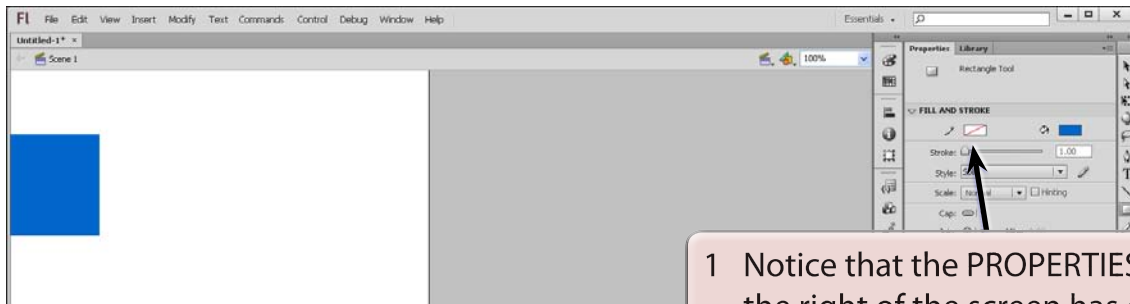 Fl File Edit View Insert Modify Text Commands Control Debug Window Help Essentials
Untitled-1* ×
Scene 1 100%
Properties Library
Rectangle Tool
FILL AND STROKE
Stroke: 1.00
Style:
Scale: Hinting
Cap:
1 Notice that the PROPERTIES
the right of the screen has